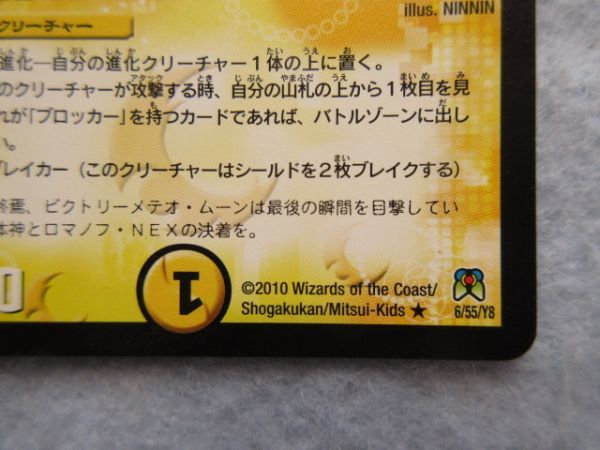 illus. NINNIN
クリーチャー
進化―自分の進化クリーチャー1体の上に置く。
のクリーチャーが攻撃する時、自分の山札の上から1枚目を見
れが「ブロッカー」を持つカードであれば、バトルゾーンに出し
い。
ブレイカー(このクリーチャーはシールドを2枚ブレイクする)
終焉、ビクトリーメテオ・ムーンは最後の瞬間を目撃してい
体神とロマノフ・NEXの決着を。
0
1
©2010 Wizards of the Coast/
Shogakukan/Mitsui-Kids ★
6/55/Y8